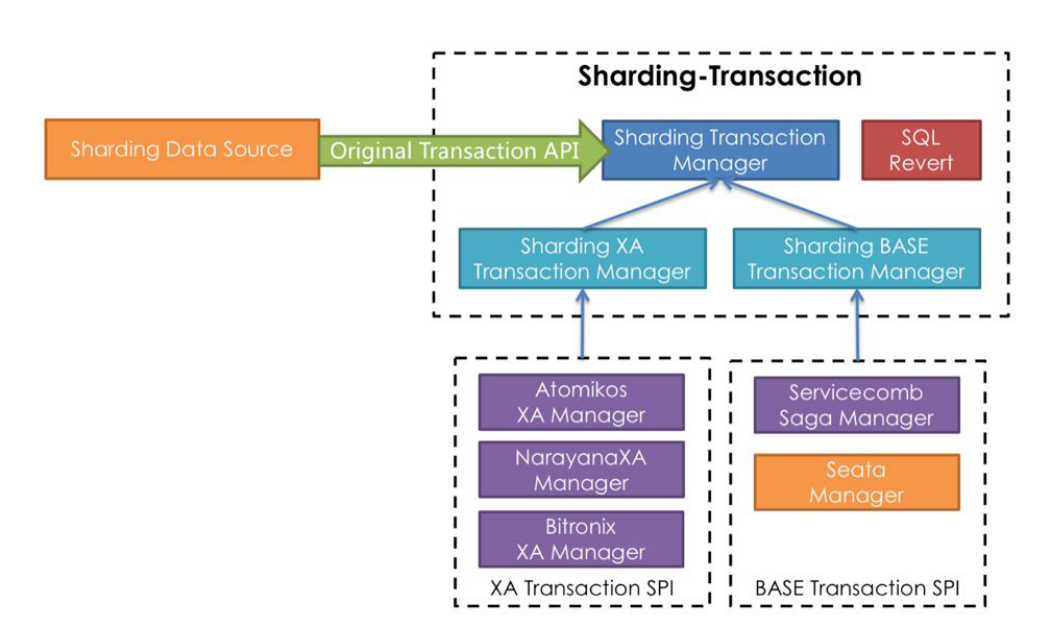 Sharding-Transaction
Sharding Data Source
Original Transaction API
Sharding Transaction
Manager
SQL
Revert
Sharding XA
Transaction Manager
Sharding BASE
Transaction Manager
Atomikos
XA Manager
NarayanaXA
Manager
Bitronix
XA Manager
XA Transaction SPI
Servicecomb
Saga Manager
Seata
Manager
BASE Transaction SPI